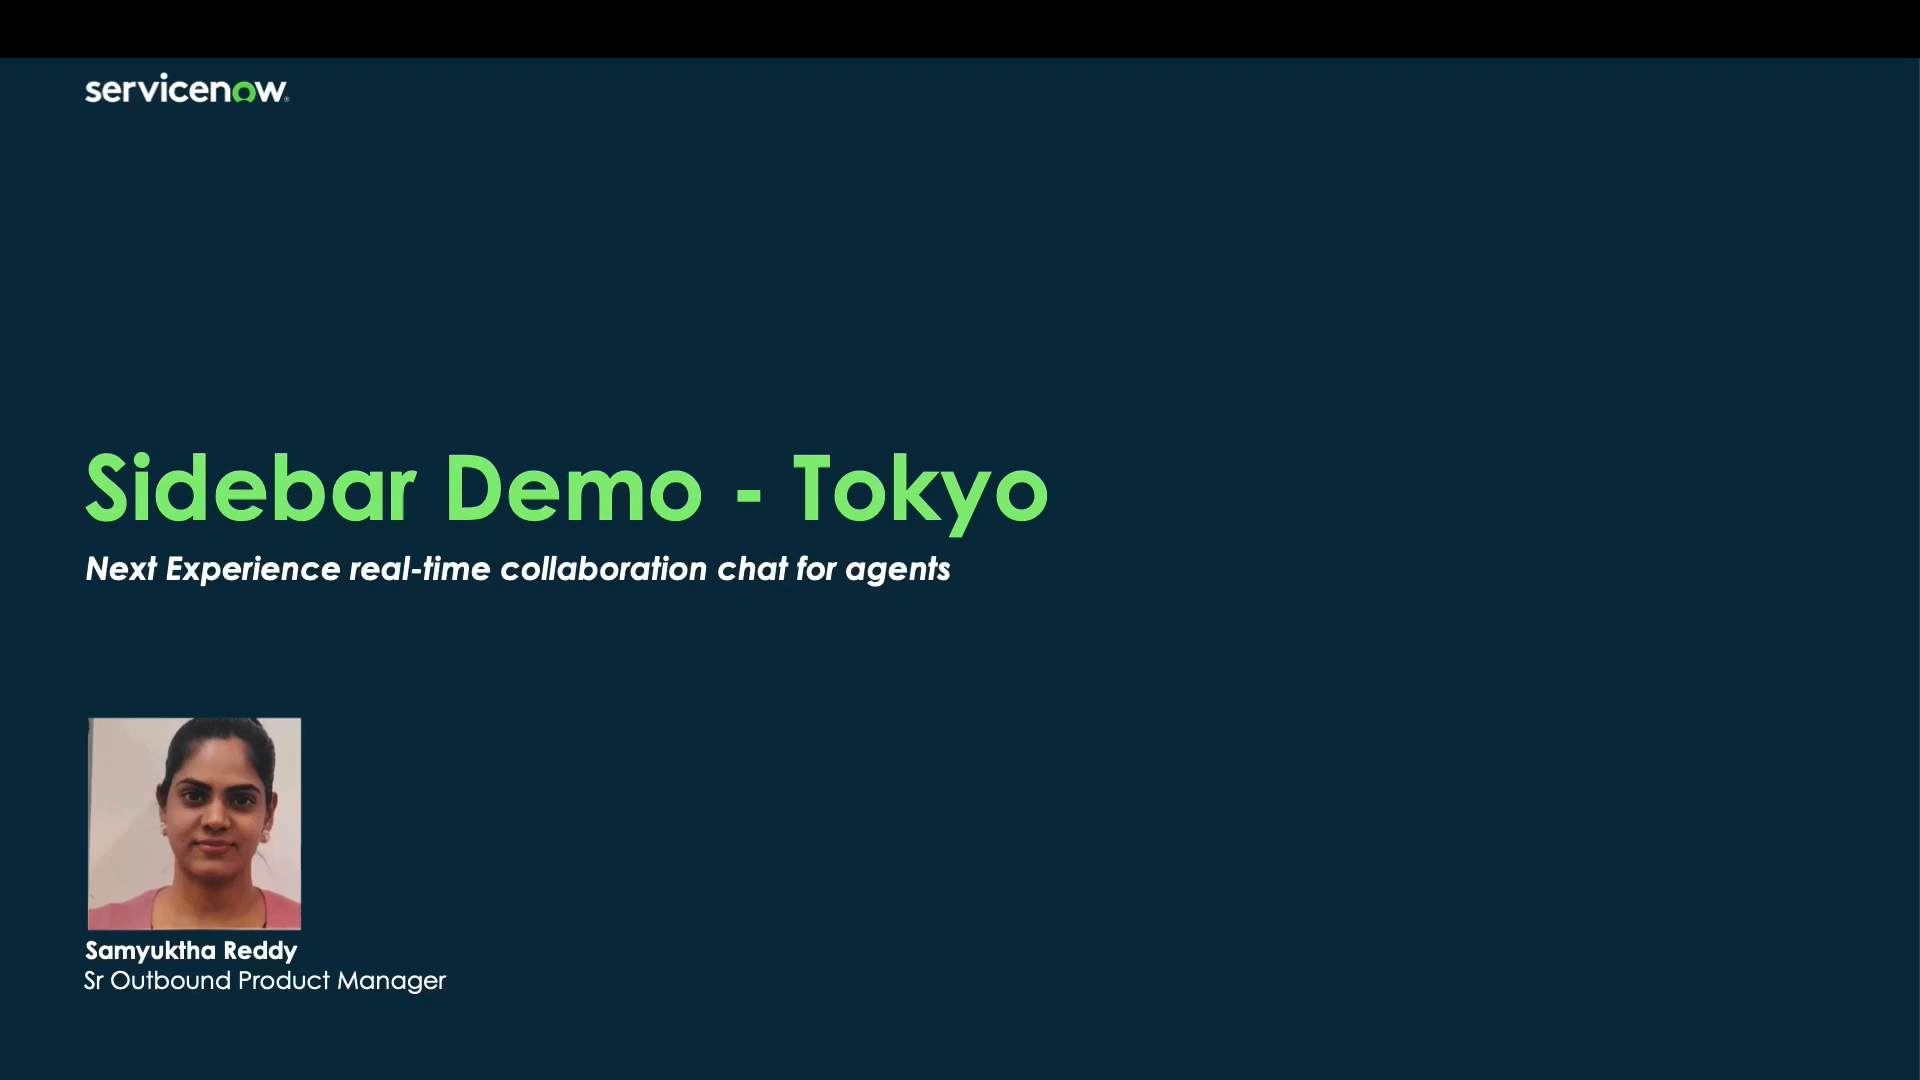 servicenow
Sidebar Demo - Tokyo
Next Experience real-time collaboration chat for agents
Samyuktha Reddy
Sr Outbound Product Manager